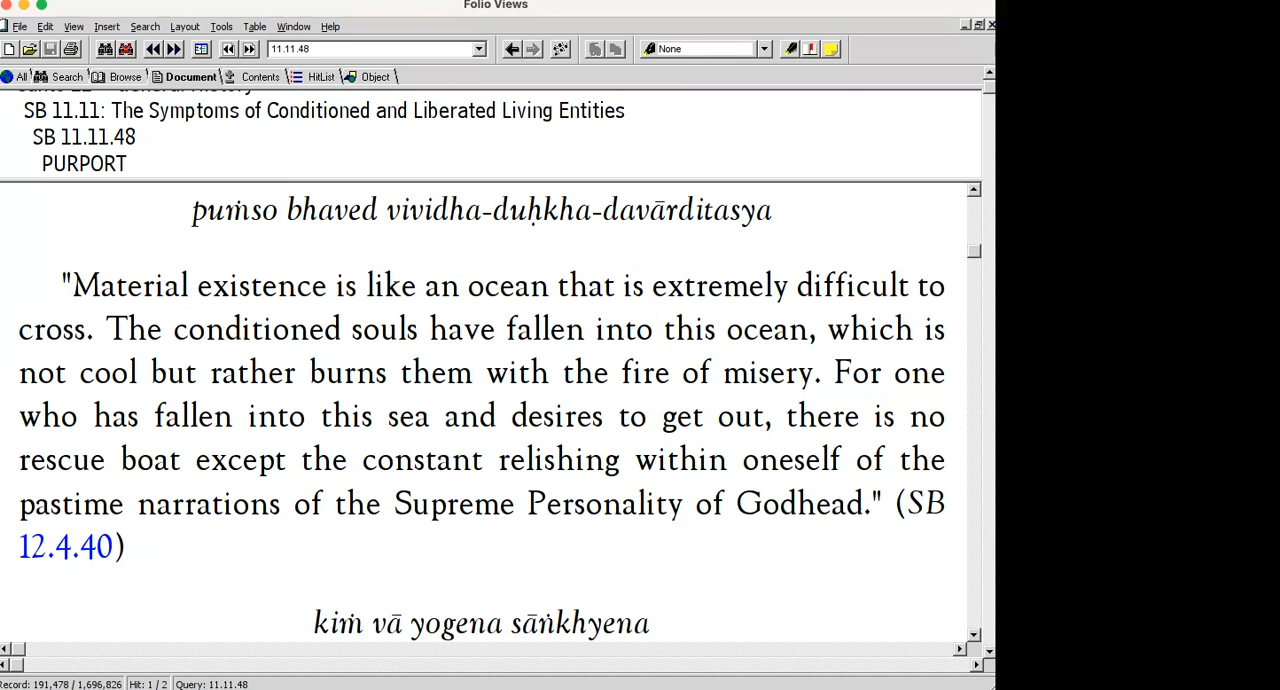 Folio Views
File Edit View Insert Search Layout Tools Table Window Help
11.11.48 None
All Search Browse Document Contents HitList Object
General History
SB 11.11: The Symptoms of Conditioned and Liberated Living Entities
SB 11.11.48
PURPORT
puṁso bhaved vividha-duḥkha-davārditasya
"Material existence is like an ocean that is extremely difficult to
cross. The conditioned souls have fallen into this ocean, which is
not cool but rather burns them with the fire of misery. For one
who has fallen into this sea and desires to get out, there is no
rescue boat except the constant relishing within oneself of the
pastime narrations of the Supreme Personality of Godhead." (SB
12.4.40)
kiṁ vā yogena sāṅkhyena
Record: 191,478 / 1,696,826 Hit: 1 / 2 Query: 11.11.48